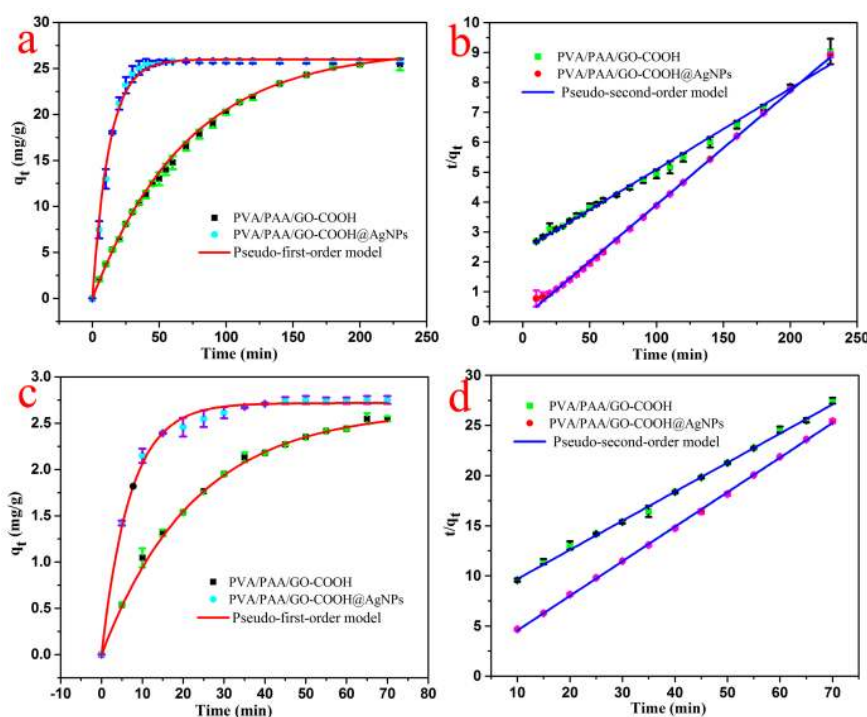 a
30
25
20
15
10
5
0
q_t (mg/g)
PVA/PAA/GO-COOH
PVA/PAA/GO-COOH@AgNPs
Pseudo-first-order model
0 50 100 150 200 250
Time (min)
b
10
9
8
7
6
5
4
3
2
1
0
t/q_t
PVA/PAA/GO-COOH
PVA/PAA/GO-COOH@AgNPs
Pseudo-second-order model
0 50 100 150 200 250
Time (min)
c
3.0
2.5
2.0
1.5
1.0
0.5
0.0
q_t (mg/g)
PVA/PAA/GO-COOH
PVA/PAA/GO-COOH@AgNPs
Pseudo-first-order model
-10 0 10 20 30 40 50 60 70 80
Time (min)
d
30
25
20
15
10
5
0
t/q_t
PVA/PAA/GO-COOH
PVA/PAA/GO-COOH@AgNPs
Pseudo-second-order model
10 20 30 40 50 60 70
Time (min)